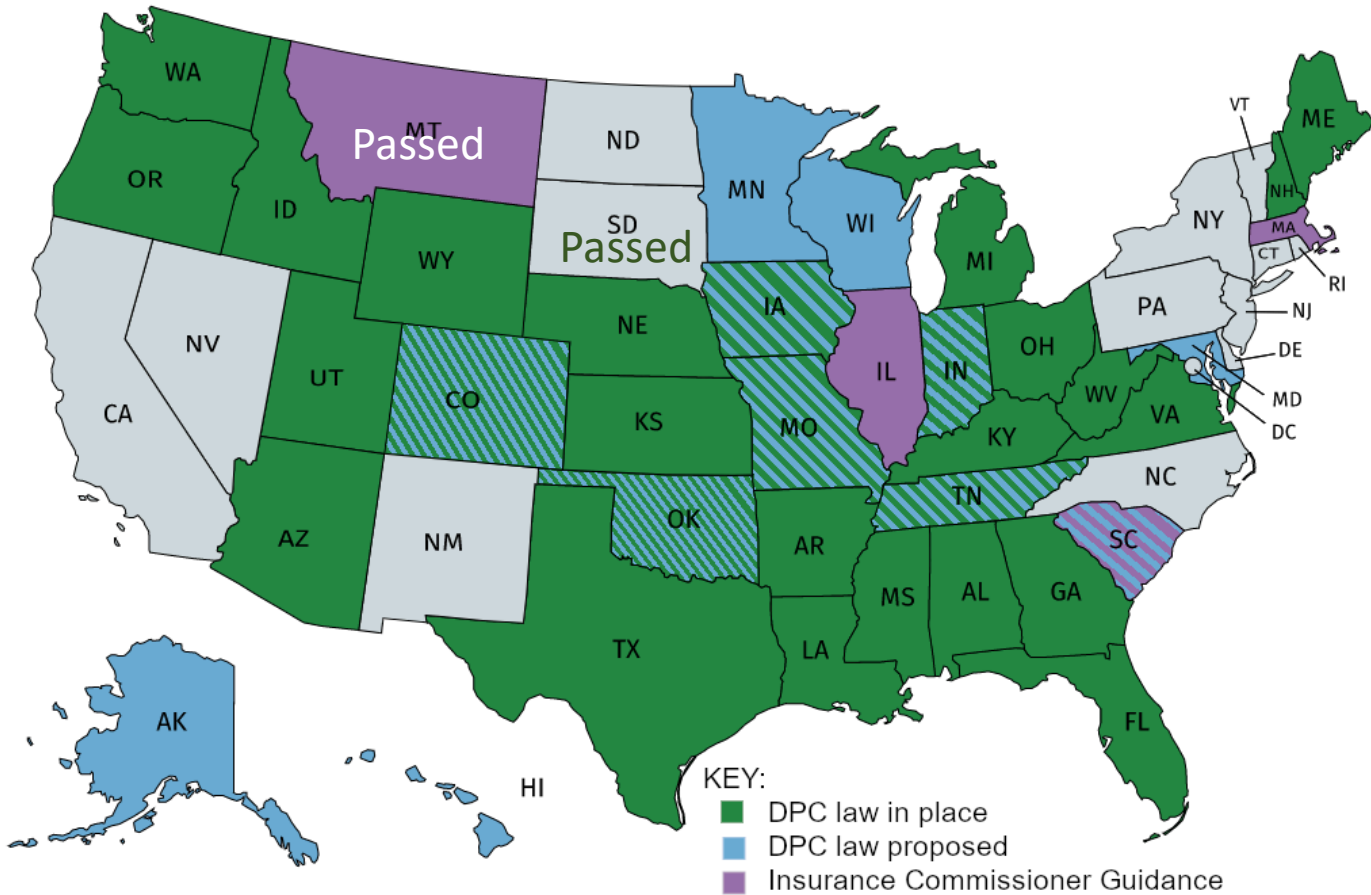 WA
MT
Passed
ND
MN
VT
ME
OR
ID
SD
Passed
WI
NY
NH
MA
CT
RI
WY
MI
PA
NJ
IA
NE
NV
OH
DE
UT
IL
IN
MD
CO
WV
VA
DC
CA
KS
MO
KY
NC
TN
OK
AZ
NM
AR
SC
MS
AL
GA
TX
LA
AK
FL
HI
KEY:
DPC law in place
DPC law proposed
Insurance Commissioner Guidance